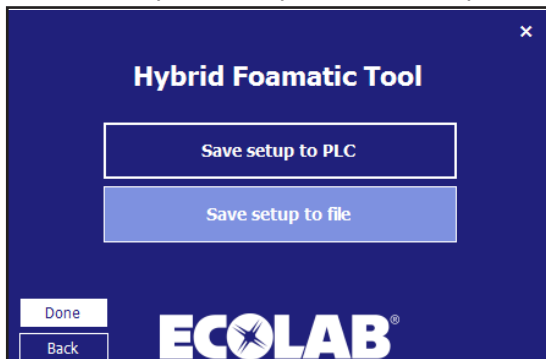 ×
Hybrid Foamatic Tool
Save setup to PLC
Save setup to file
Done
Back
ECOLAB®